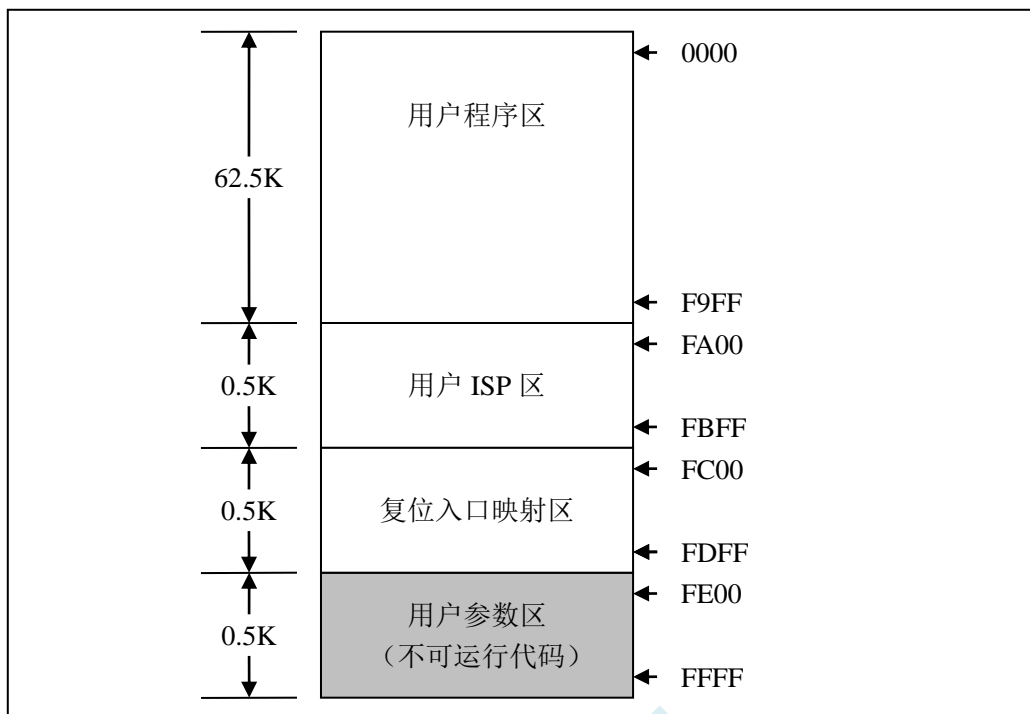 0000
用户程序区
62.5K
F9FF
FA00
用户 ISP 区
0.5K
FBFF
FC00
复位入口映射区
0.5K
FDFF
FE00
用户参数区
0.5K
（不可运行代码）
FFFF